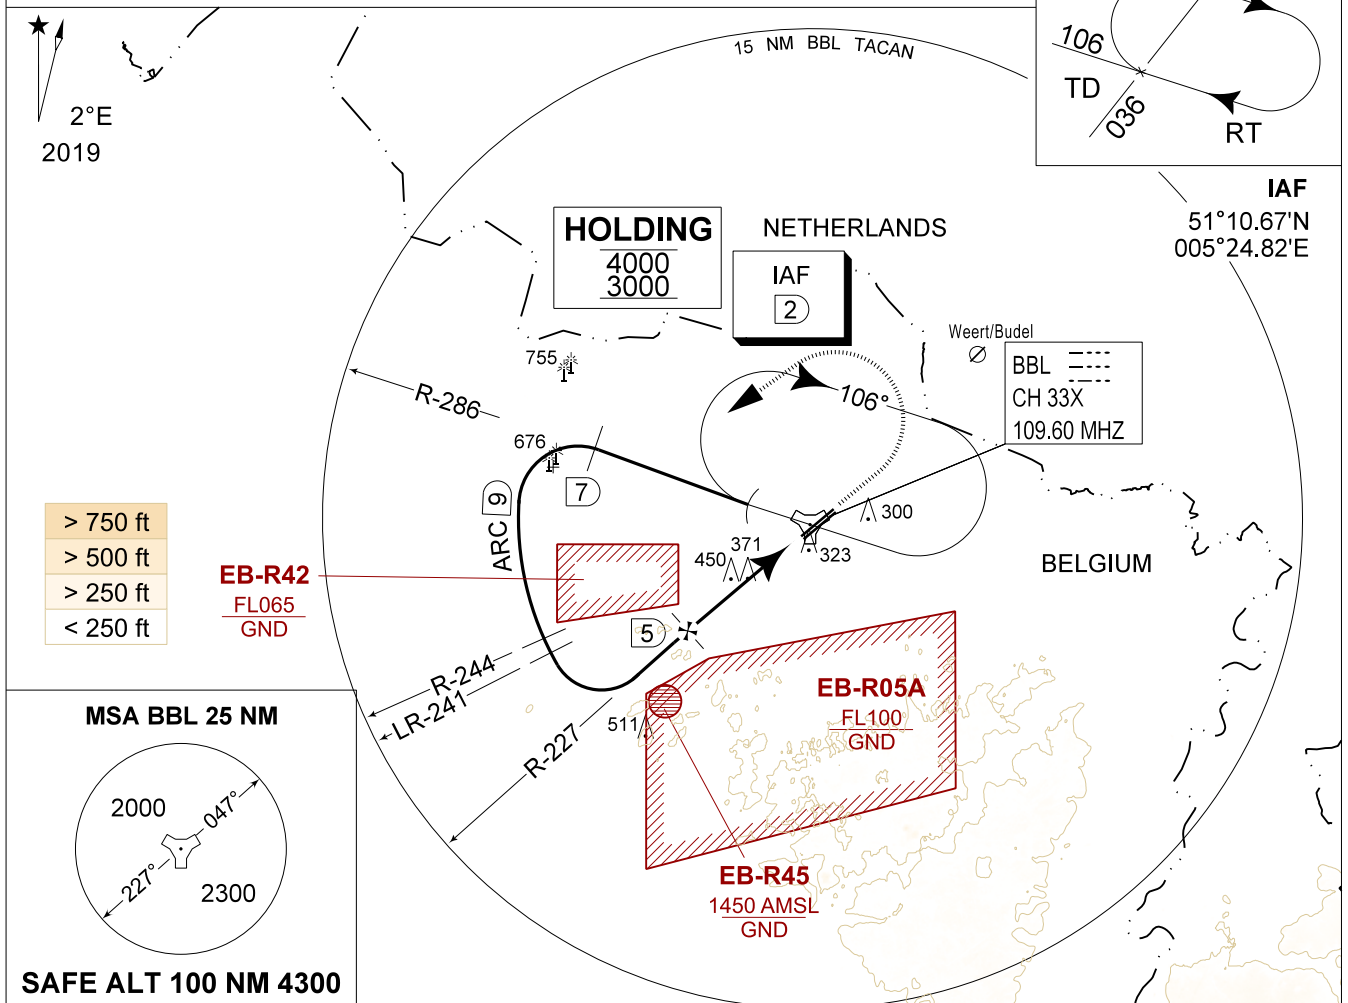 15 NM BBL TACAN
2°E
2019
106
TD
036
RT
IAF
51°10.67'N
005°24.82'E
HOLDING
4000
3000
NETHERLANDS
IAF
2
Weert/Budel
BBL
CH 33X
109.60 MHZ
755
R-286
106°
676
7
ARC 9
300
323
371
450
BELGIUM
> 750 ft
> 500 ft
> 250 ft
< 250 ft
EB-R42
FL065
GND
5
R-244
LR-241
R-227
511
EB-R05A
FL100
GND
EB-R45
1450 AMSL
GND
MSA BBL 25 NM
2000
047°
227°
2300
SAFE ALT 100 NM 4300